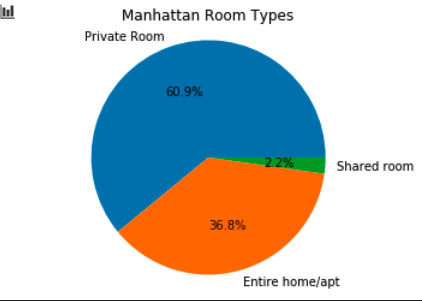 Manhattan Room Types
Private Room
60.9%
2.2%
Shared room
36.8%
Entire home/apt